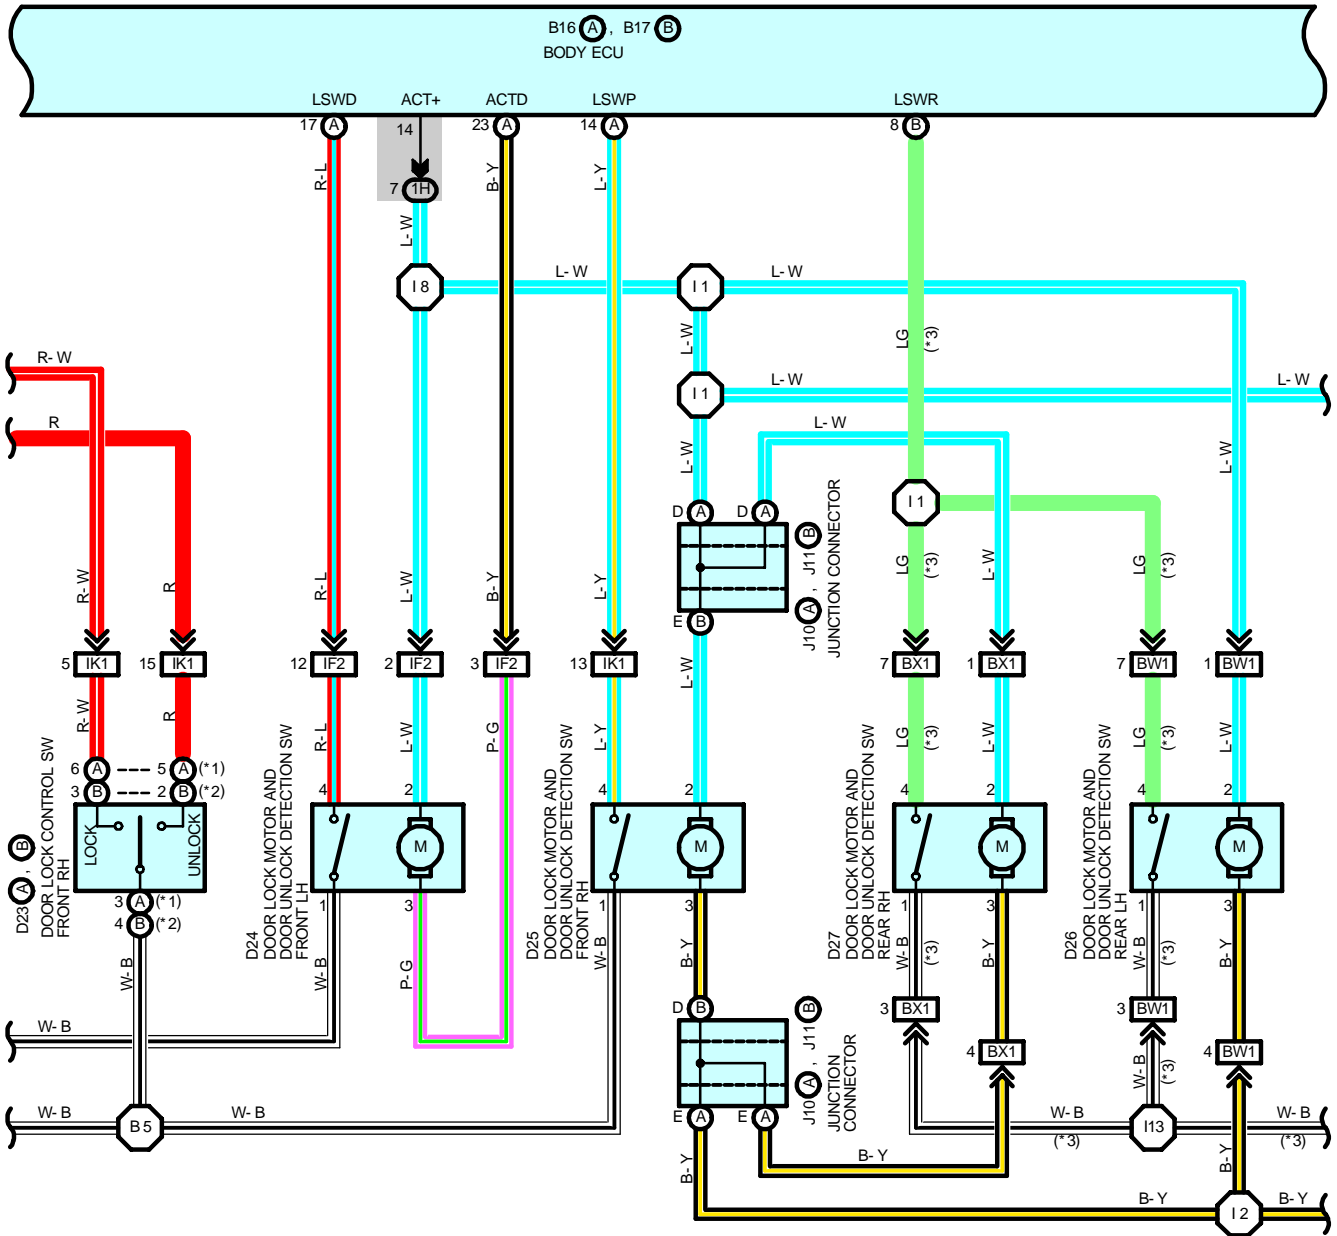 B16 A , B17 B
BODY ECU
LSWD
ACT+
ACTD
LSWP
LSWR
17 A
14
23 A
14 A
8 B
7 1H
R-L
B-Y
L-Y
L-W
I 8
L-W
I 1
L-W
LG
(*3)
L-W
R-W
I 1
L-W
L-W
R
L-W
L-W
L-W
I 1
D A
D A
J10 A , J11 B
JUNCTION CONNECTOR
E B
R-W
R
R-L
L-W
B-Y
L-Y
LG
(*3)
L-W
LG
(*3)
5 IK1
15 IK1
12 IF2
2 IF2
3 IF2
13 IK1
7 BX1
1 BX1
7 BW1
1 BW1
R-W
R
R-L
L-W
P-G
L-Y
L-W
LG
(*3)
L-W
LG
(*3)
L-W
6 A
5 A (*1)
3 B
2 B (*2)
4
2
4
2
4
2
4
2
LOCK
UNLOCK
M
M
M
M
D23 A , B
DOOR LOCK CONTROL SW
FRONT RH
D24
DOOR LOCK MOTOR AND
DOOR UNLOCK DETECTION SW
FRONT LH
D25
DOOR LOCK MOTOR AND
DOOR UNLOCK DETECTION SW
FRONT RH
D27
DOOR LOCK MOTOR AND
DOOR UNLOCK DETECTION SW
REAR RH
D26
DOOR LOCK MOTOR AND
DOOR UNLOCK DETECTION SW
REAR LH
3 A (*1)
4 B (*2)
1
3
1
3
1
3
1
3
W-B
W-B
P-G
W-B
B-Y
W-B
(*3)
B-Y
W-B
(*3)
B-Y
W-B
D B
3 BX1
3 BW1
4 BX1
4 BW1
J10 A , J11 B
JUNCTION
CONNECTOR
W-B
(*3)
W-B
B 5
W-B
E A
E A
W-B
(*3)
I13
W-B
(*3)
B-Y
B-Y
B-Y
B-Y
I 2
B-Y